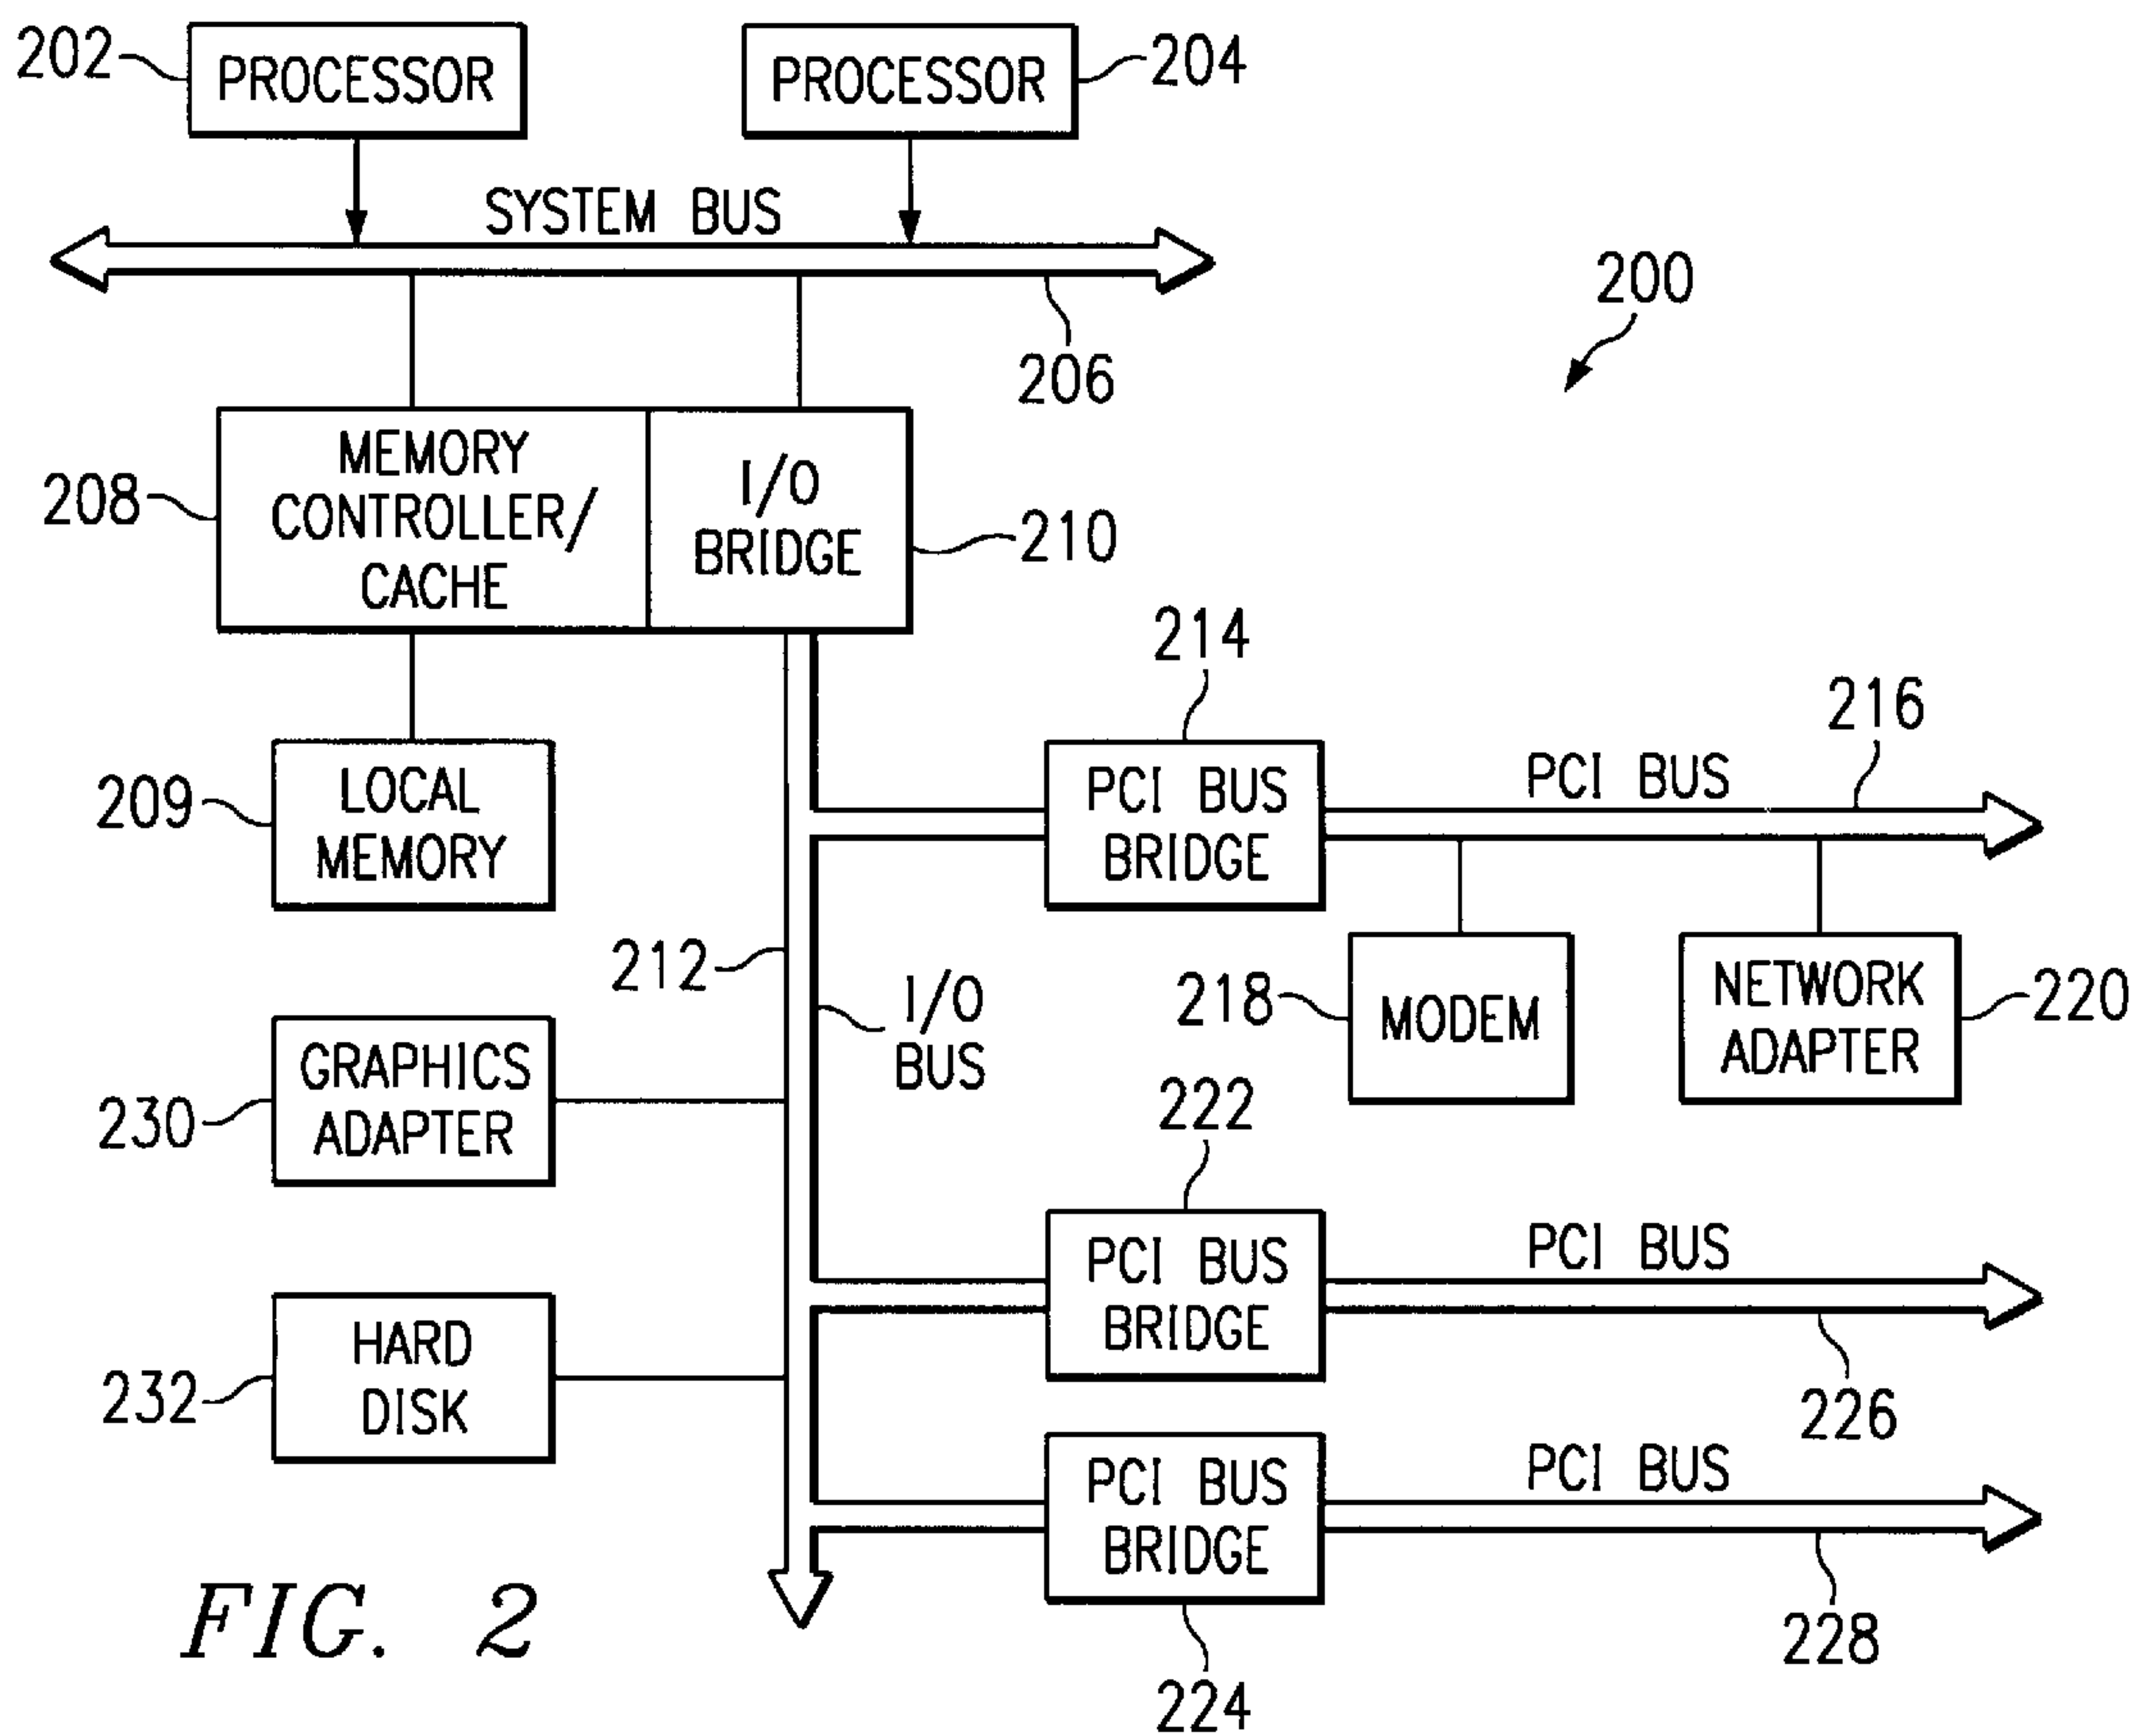 202
PROCESSOR
PROCESSOR
204
SYSTEM BUS
200
206
208
MEMORY
CONTROLLER/
CACHE
I/O
BRIDGE
210
214
216
PCI BUS
BRIDGE
PCI BUS
209
LOCAL
MEMORY
212
I/O
BUS
218
MODEM
NETWORK
ADAPTER
220
230
GRAPHICS
ADAPTER
222
PCI BUS
BRIDGE
PCI BUS
226
232
HARD
DISK
PCI BUS
BRIDGE
PCI BUS
228
224
FIG. 2